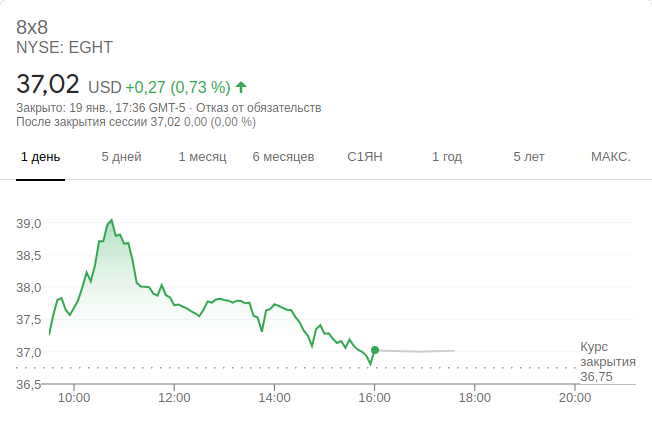 8x8
NYSE: EGHT
37,02 USD +0,27 (0,73 %)
Закрыто: 19 янв., 17:36 GMT-5 · Отказ от обязательств
После закрытия сессии 37,02 0,00 (0,00 %)
1 день 5 дней 1 месяц 6 месяцев С1ЯН 1 год 5 лет МАКС.
39,0
38,5
38,0
37,5
37,0
36,5
Курс
закрытия
36,75
10:00 12:00 14:00 16:00 18:00 20:00